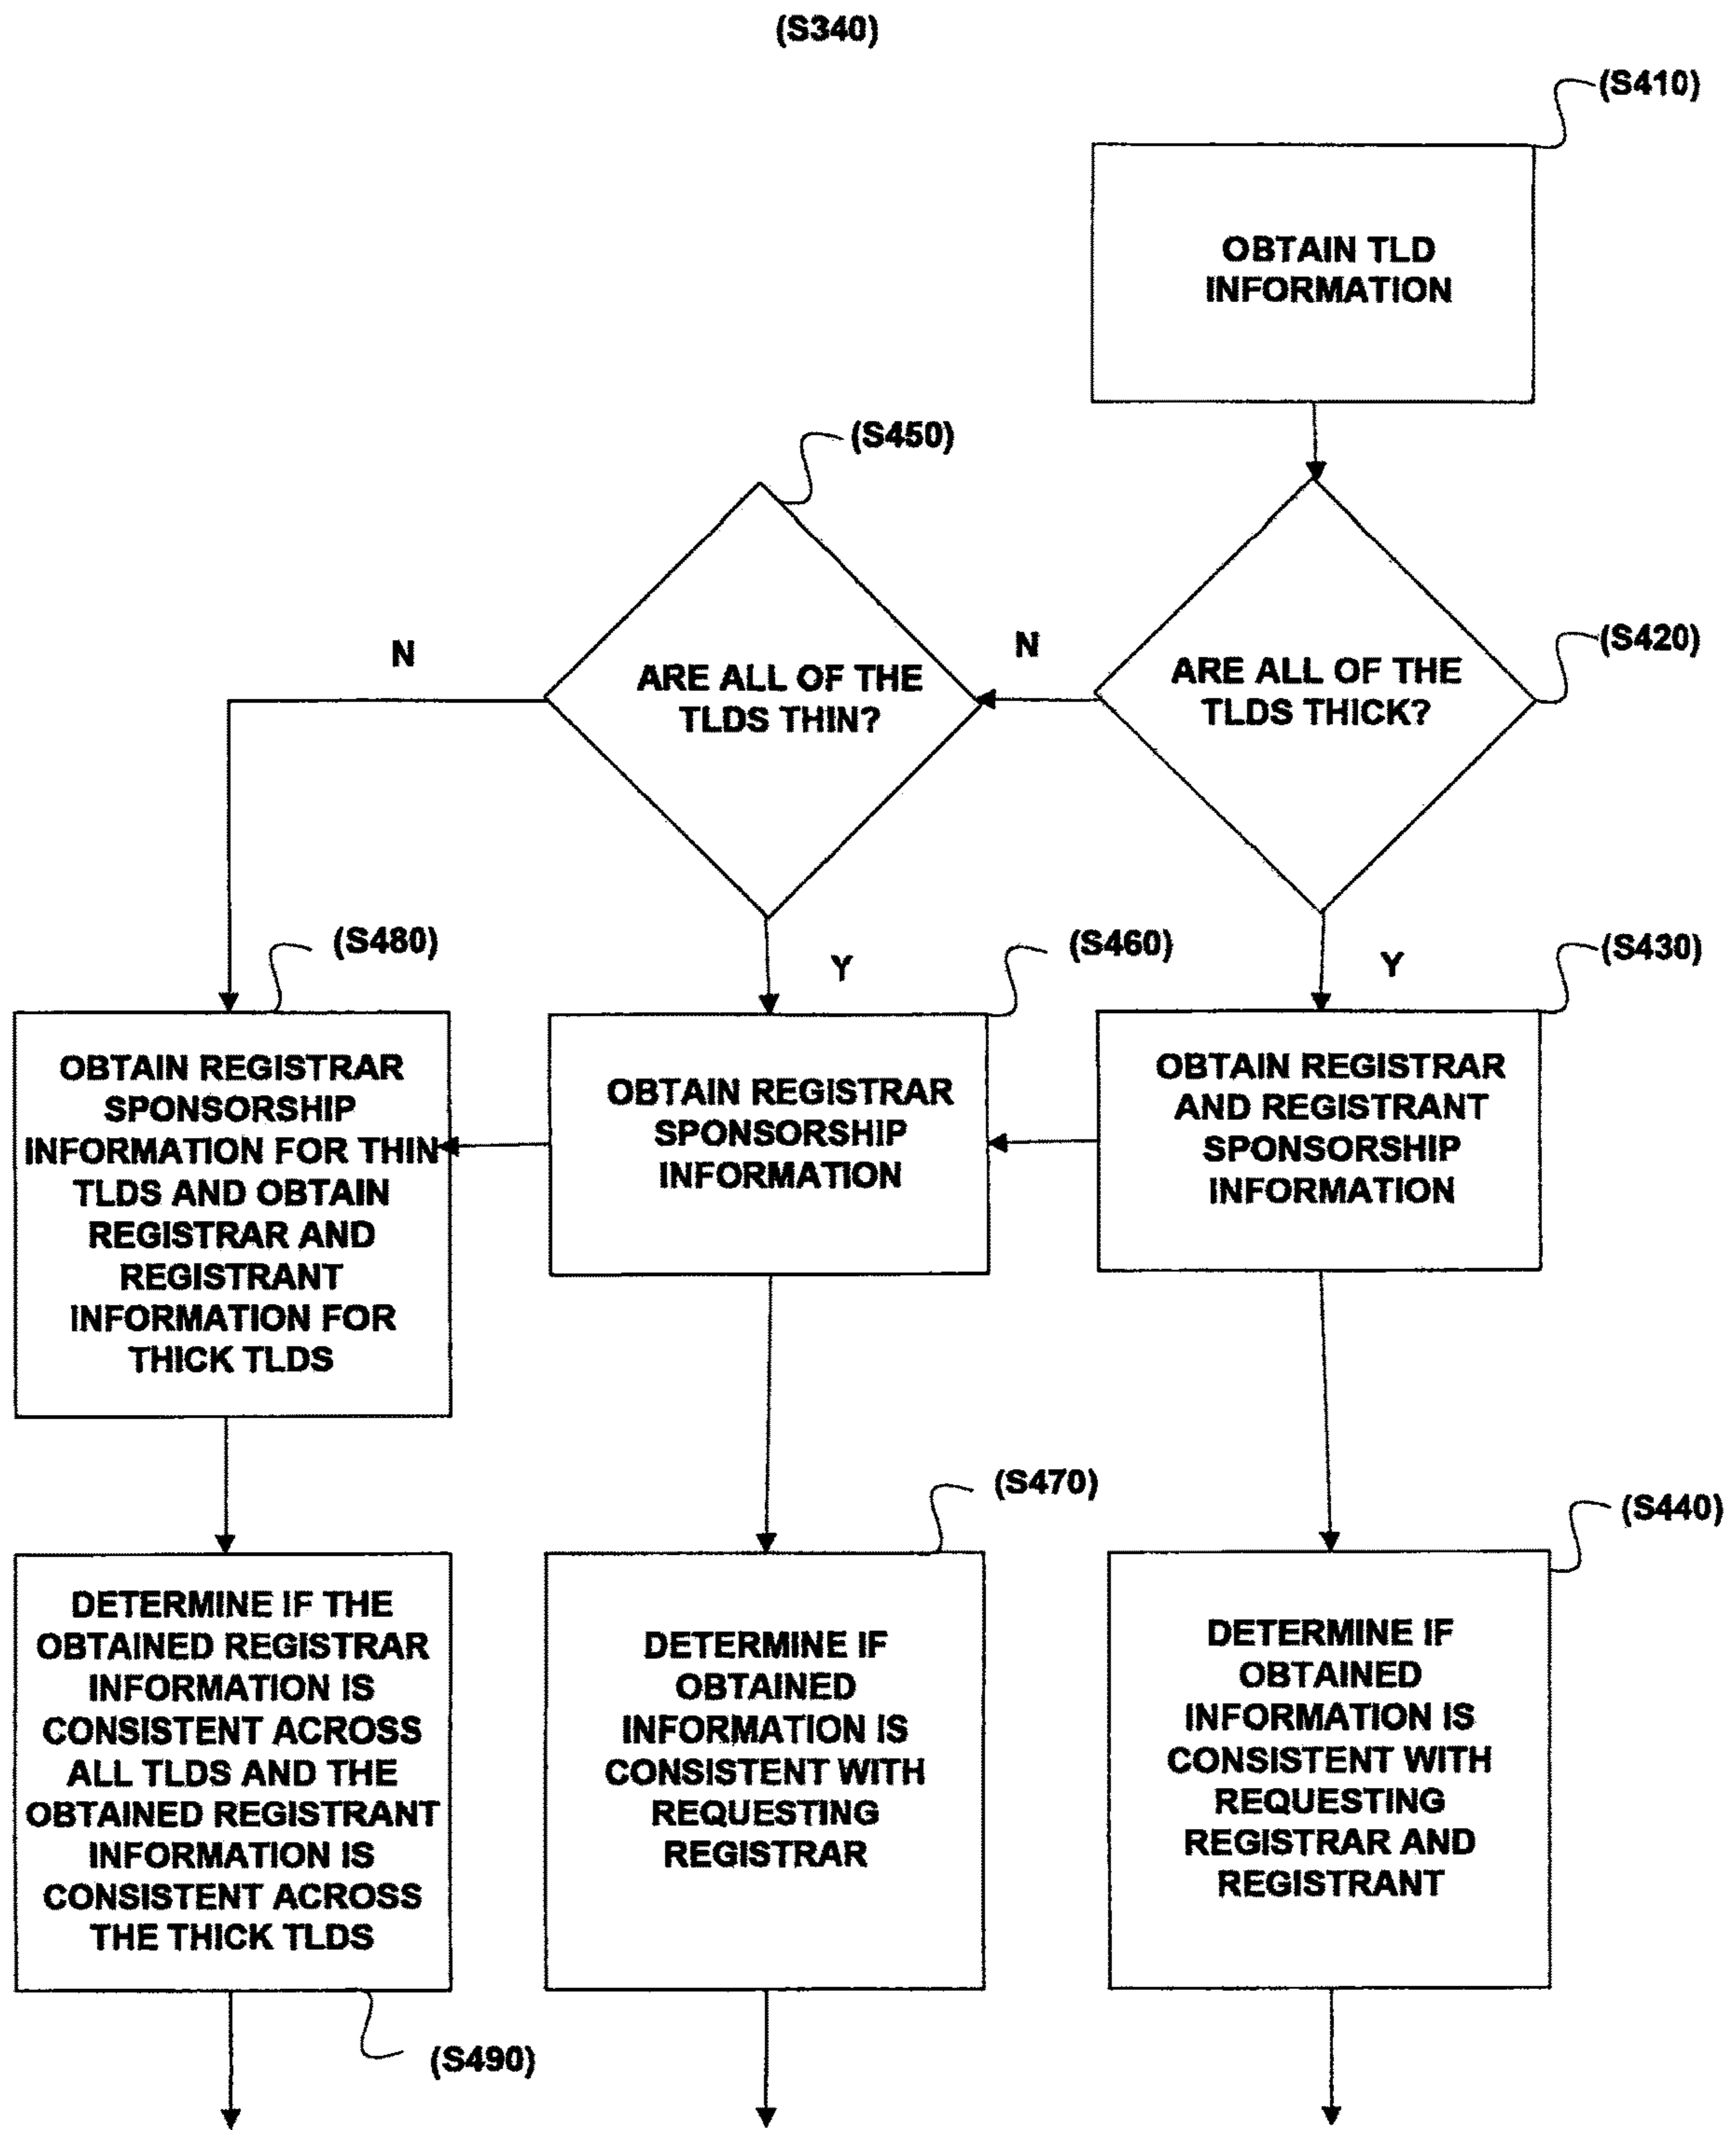 (S340)
(S410)
OBTAIN TLD
INFORMATION
(S420)
ARE ALL OF THE
TLDS THICK?
N
Y
(S450)
ARE ALL OF THE
TLDS THIN?
N
Y
(S430)
OBTAIN REGISTRAR
AND REGISTRANT
SPONSORSHIP
INFORMATION
(S460)
OBTAIN REGISTRAR
SPONSORSHIP
INFORMATION
(S480)
OBTAIN REGISTRAR
SPONSORSHIP
INFORMATION FOR THIN
TLDS AND OBTAIN
REGISTRAR AND
REGISTRANT
INFORMATION FOR
THICK TLDS
(S440)
DETERMINE IF
OBTAINED
INFORMATION IS
CONSISTENT WITH
REQUESTING
REGISTRAR AND
REGISTRANT
(S470)
DETERMINE IF
OBTAINED
INFORMATION IS
CONSISTENT WITH
REQUESTING
REGISTRAR
DETERMINE IF THE
OBTAINED REGISTRAR
INFORMATION IS
CONSISTENT ACROSS
ALL TLDS AND THE
OBTAINED REGISTRANT
INFORMATION IS
CONSISTENT ACROSS
THE THICK TLDS
(S490)